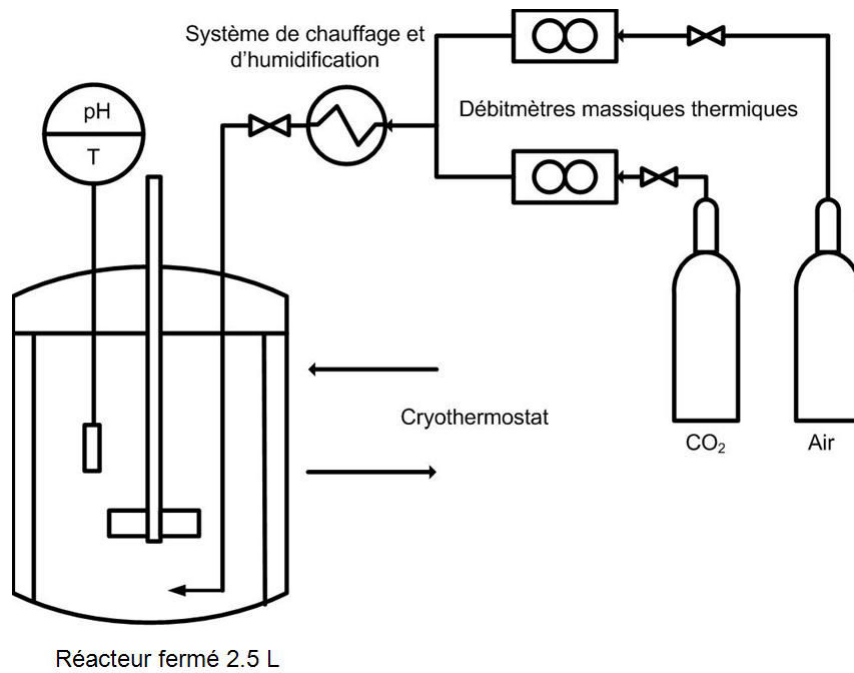 Système de chauffage et
d'humidification
pH
T
Débitmètres massiques thermiques
Cryothermostat
CO₂
Air
Réacteur fermé 2.5 L